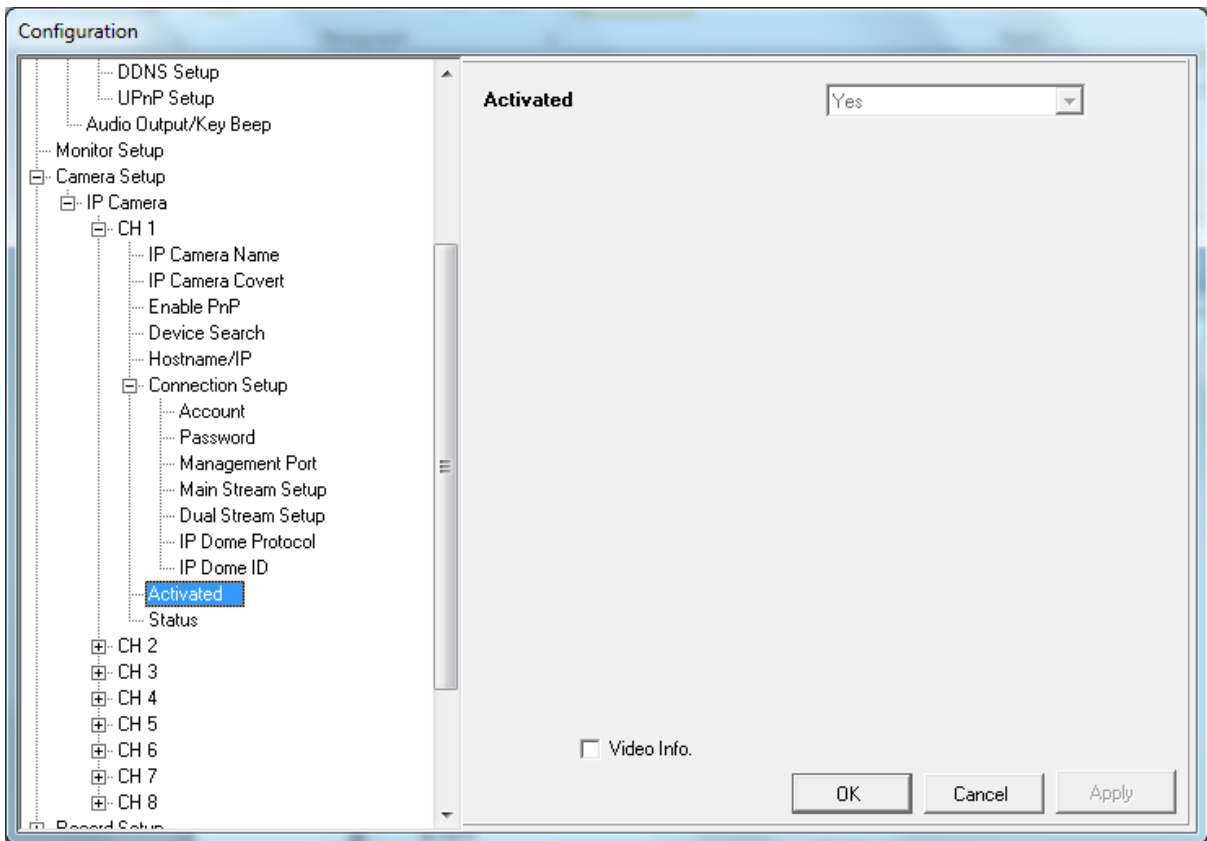 Configuration
DDNS Setup
UPnP Setup
Audio Output/Key Beep
Monitor Setup
Camera Setup
IP Camera
CH 1
IP Camera Name
IP Camera Covert
Enable PnP
Device Search
Hostname/IP
Connection Setup
Account
Password
Management Port
Main Stream Setup
Dual Stream Setup
IP Dome Protocol
IP Dome ID
Activated
Status
CH 2
CH 3
CH 4
CH 5
CH 6
CH 7
CH 8
Record Setup
Activated Yes
Video Info.
OK Cancel Apply